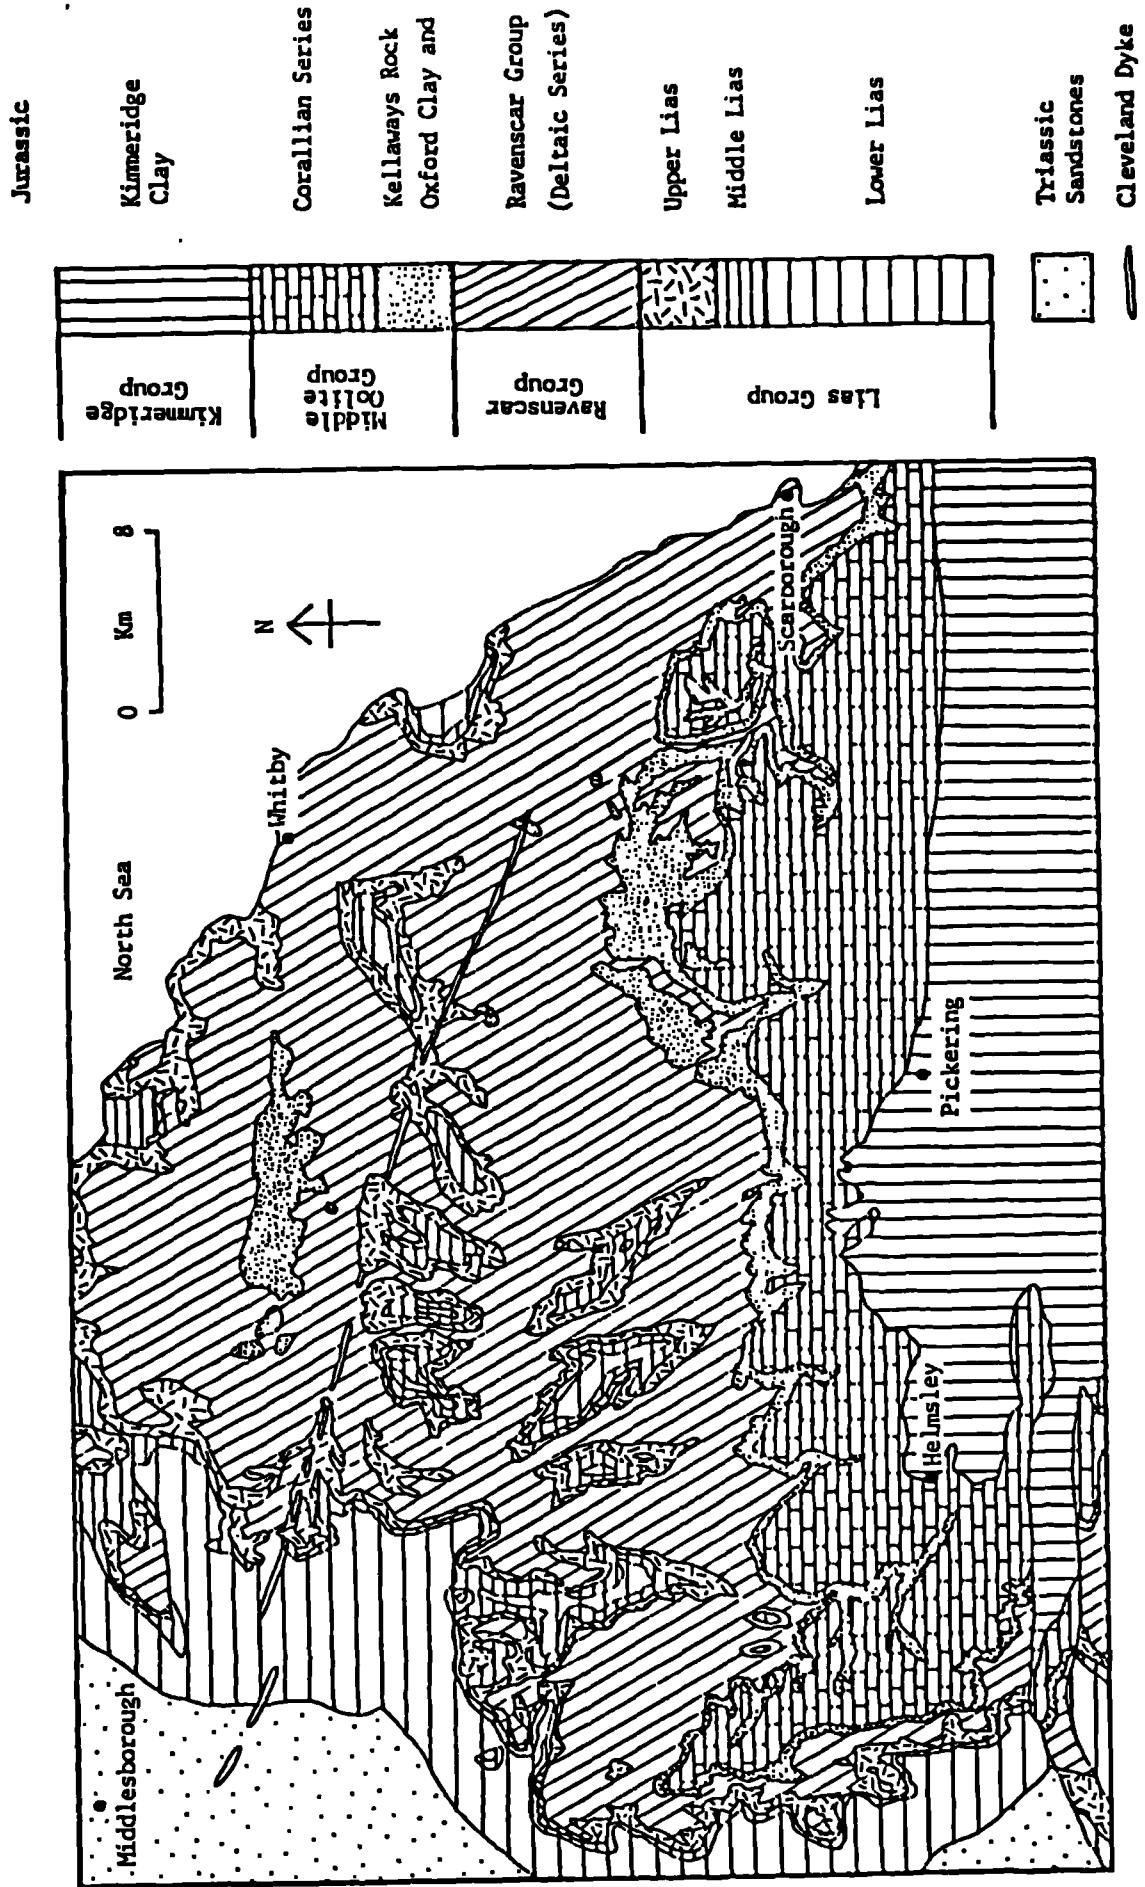 Jurassic
Kimmeridge
Clay
Corallian Series
Kellaways Rock
Oxford Clay and
Ravenscar Group
(Deltaic Series)
Upper Lias
Middle Lias
Lower Lias
Triassic
Sandstones
Cleveland Dyke
Kimmeridge
Group
Middle
Oolite
Group
Ravenscar
Group
Lias Group
0 Km 8
N
North Sea
Middlesborough
Whitby
Scarborough
Pickering
Helmsley